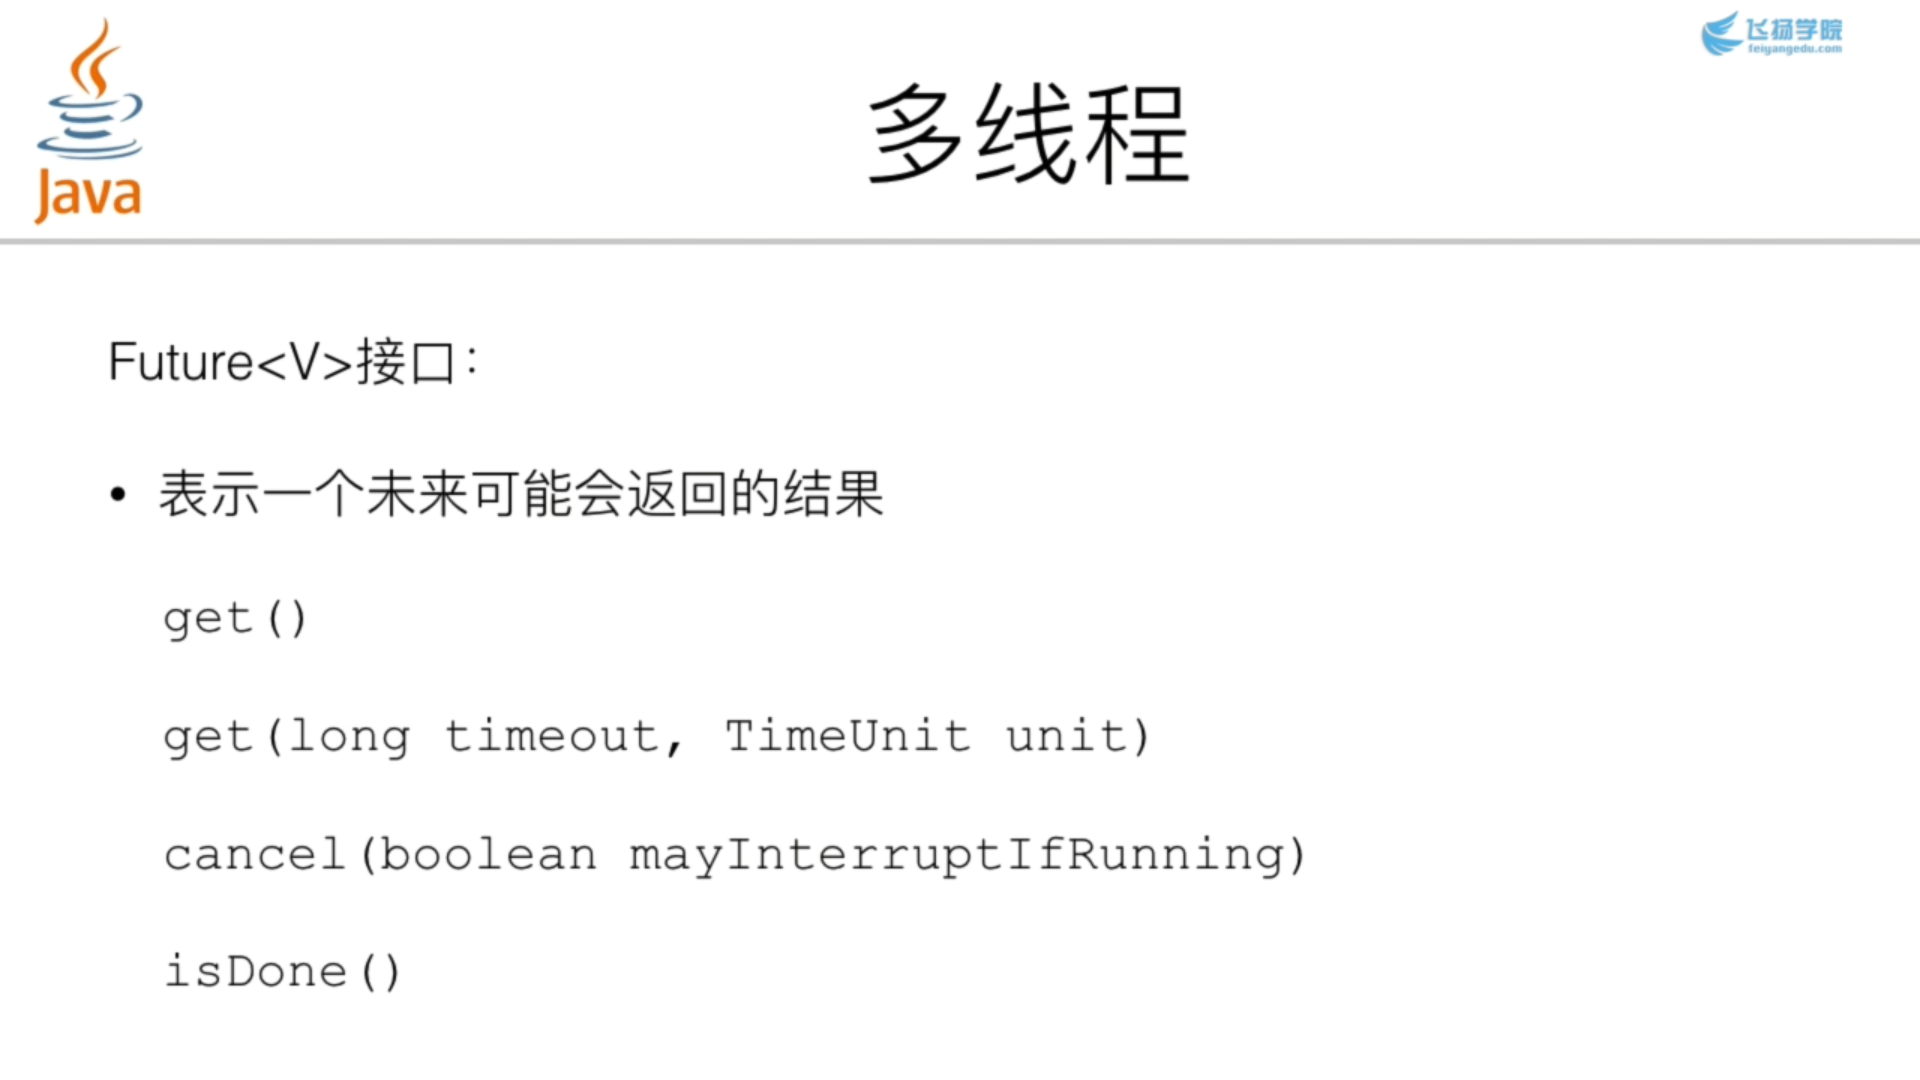 飞扬学院
feiyangedu.com
Java
多线程
Future<V>接口：
• 表示一个未来可能会返回的结果
get()
get(long timeout, TimeUnit unit)
cancel(boolean mayInterruptIfRunning)
isDone()